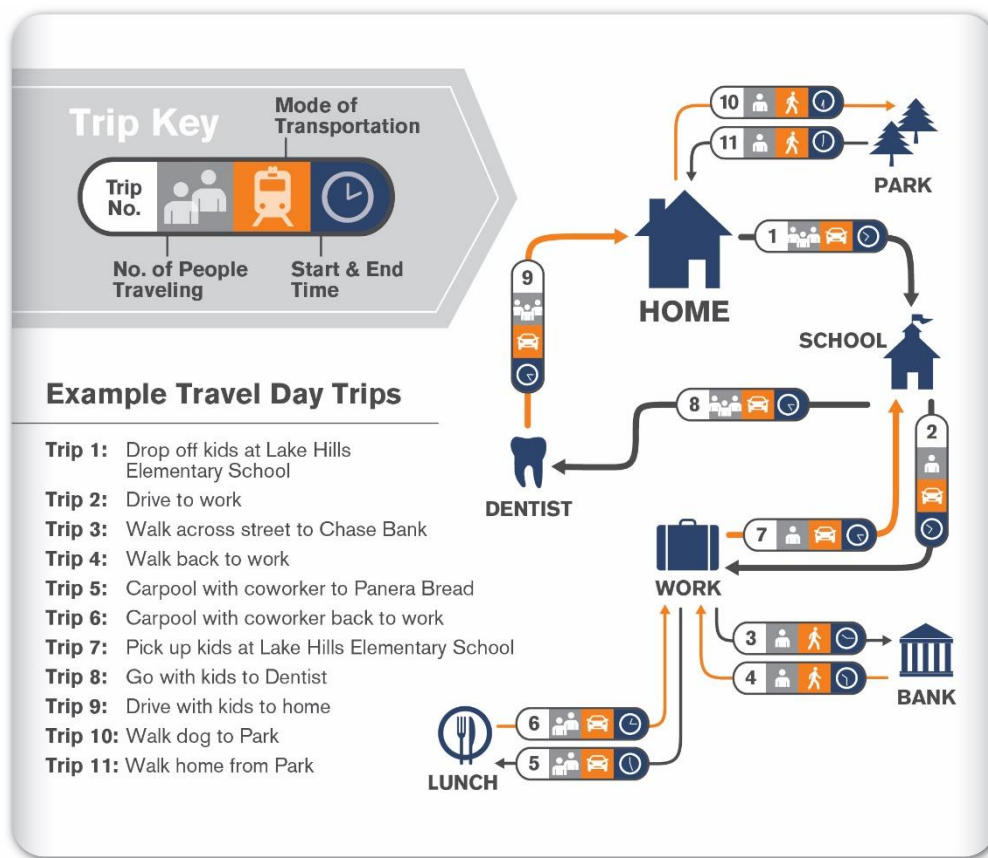 Trip Key
Mode of
Transportation
Trip
No.
No. of People
Traveling
Start & End
Time
Example Travel Day Trips
Trip 1: Drop off kids at Lake Hills
Elementary School
Trip 2: Drive to work
Trip 3: Walk across street to Chase Bank
Trip 4: Walk back to work
Trip 5: Carpool with coworker to Panera Bread
Trip 6: Carpool with coworker back to work
Trip 7: Pick up kids at Lake Hills Elementary School
Trip 8: Go with kids to Dentist
Trip 9: Drive with kids to home
Trip 10: Walk dog to Park
Trip 11: Walk home from Park
10
11
PARK
1
HOME
9
SCHOOL
8
2
DENTIST
7
WORK
3
4
BANK
6
5
LUNCH